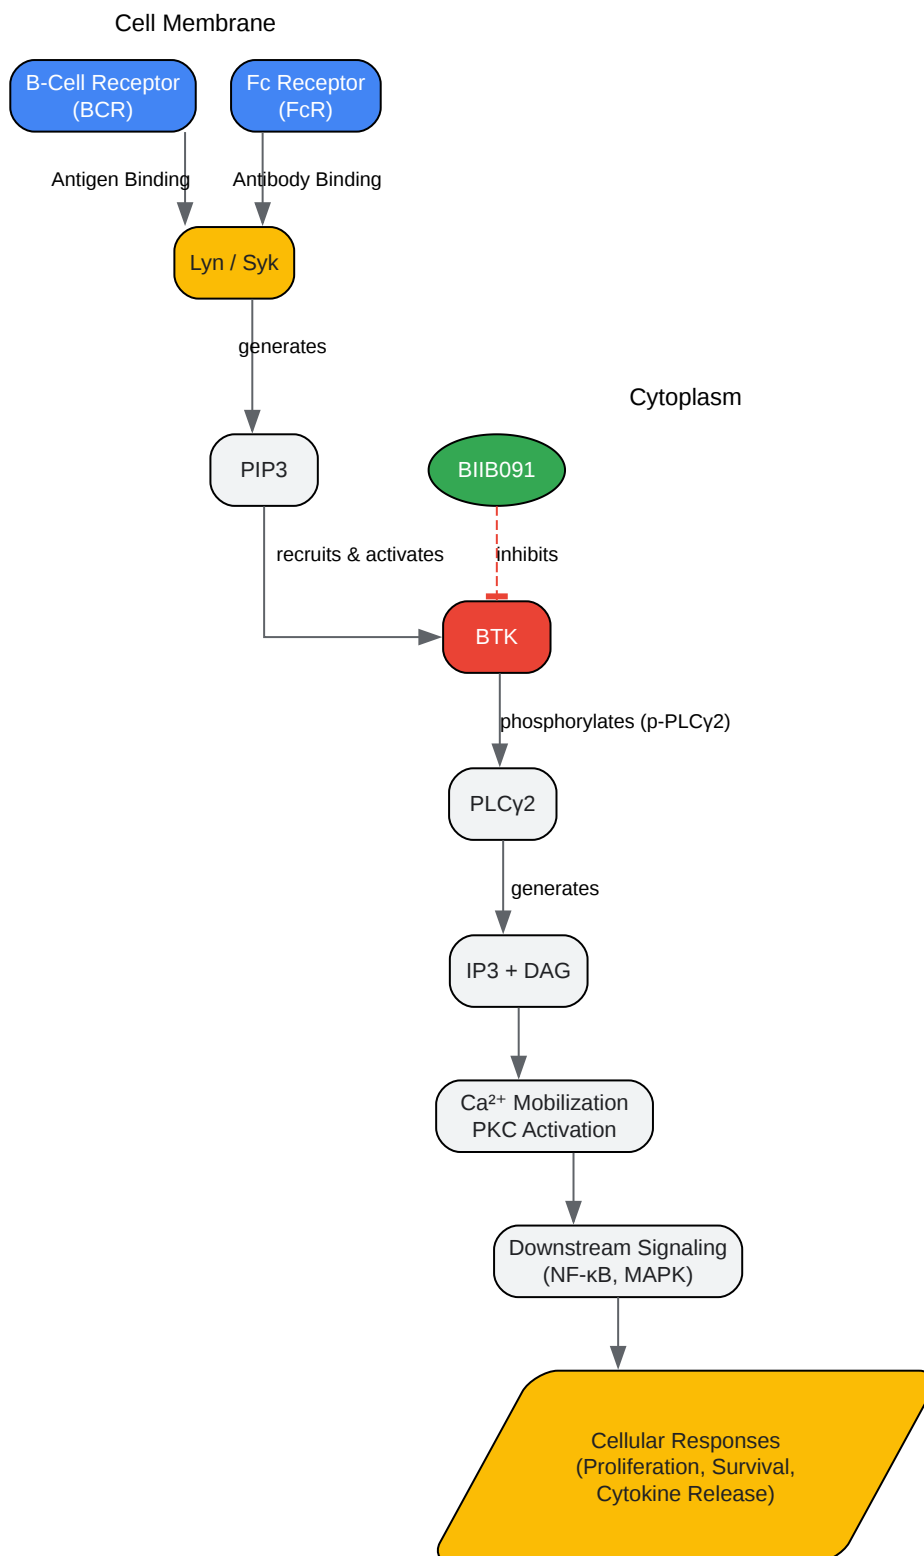 Cell Membrane
B-Cell Receptor
(BCR)
Fc Receptor
(FcR)
Antigen Binding
Antibody Binding
Lyn / Syk
generates
Cytoplasm
PIP3
BIIB091
recruits & activates
inhibits
BTK
phosphorylates (p-PLCγ2)
PLCγ2
generates
IP3 + DAG
Ca²⁺ Mobilization
PKC Activation
Downstream Signaling
(NF-κB, MAPK)
Cellular Responses
(Proliferation, Survival,
Cytokine Release)